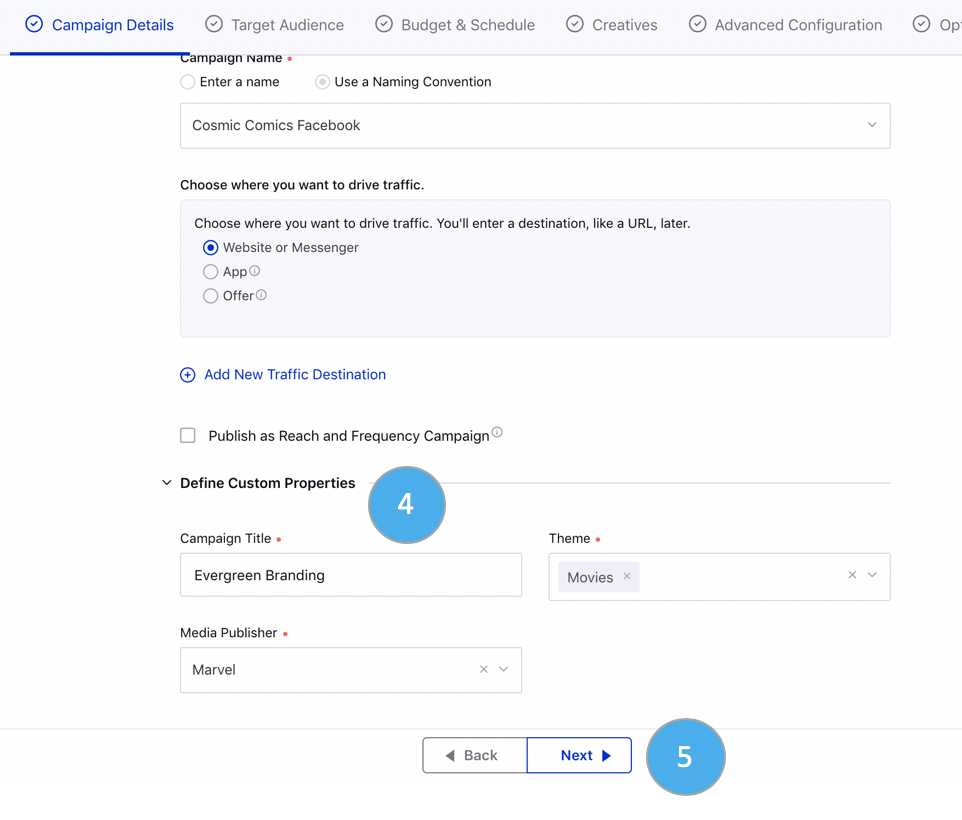 Campaign Details Target Audience Budget & Schedule Creatives Advanced Configuration Op
Campaign Name •
Enter a name Use a Naming Convention
Cosmic Comics Facebook
Choose where you want to drive traffic.
Choose where you want to drive traffic. You'll enter a destination, like a URL, later.
Website or Messenger
App
Offer
Add New Traffic Destination
Publish as Reach and Frequency Campaign
Define Custom Properties
4
Campaign Title • Theme •
Evergreen Branding Movies ×
Media Publisher •
Marvel
Back Next 5